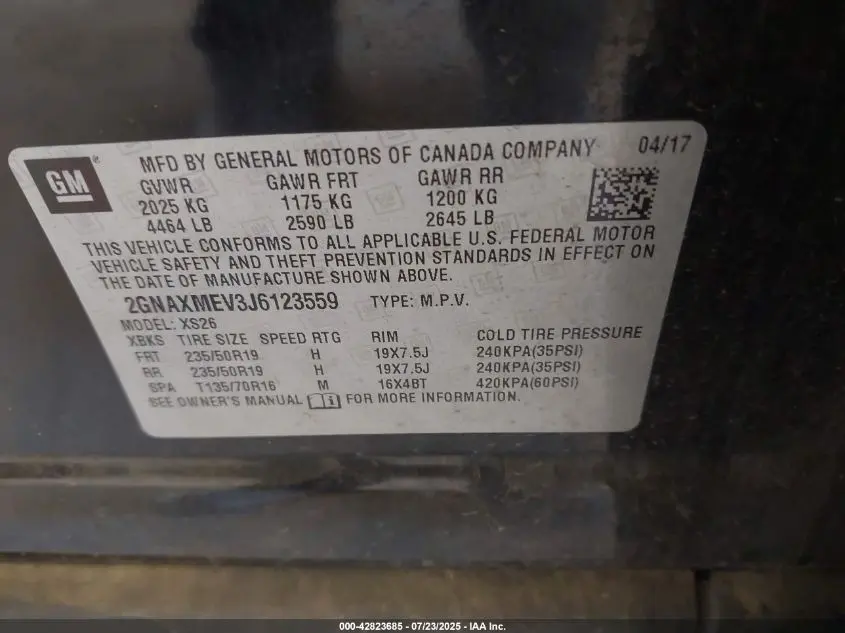 GM ® MFD BY GENERAL MOTORS OF CANADA COMPANY 04/17
GVWR GAWR FRT GAWR RR
2025 KG 1175 KG 1200 KG
4464 LB 2590 LB 2645 LB
THIS VEHICLE CONFORMS TO ALL APPLICABLE U.S. FEDERAL MOTOR
VEHICLE SAFETY AND THEFT PREVENTION STANDARDS IN EFFECT ON
THE DATE OF MANUFACTURE SHOWN ABOVE.
2GNAXMEV3J6123559 TYPE: M.P.V.
MODEL: XS26
XBKS TIRE SIZE SPEED RTG RIM COLD TIRE PRESSURE
FRT 235/50R19 H 19X7.5J 240KPA(35PSI)
RR 235/50R19 H 19X7.5J 240KPA(35PSI)
SPA T135/70R16 M 16X4BT 420KPA(60PSI)
SEE OWNER'S MANUAL FOR MORE INFORMATION.
000-42823685 - 07/23/2025 - IAA Inc.